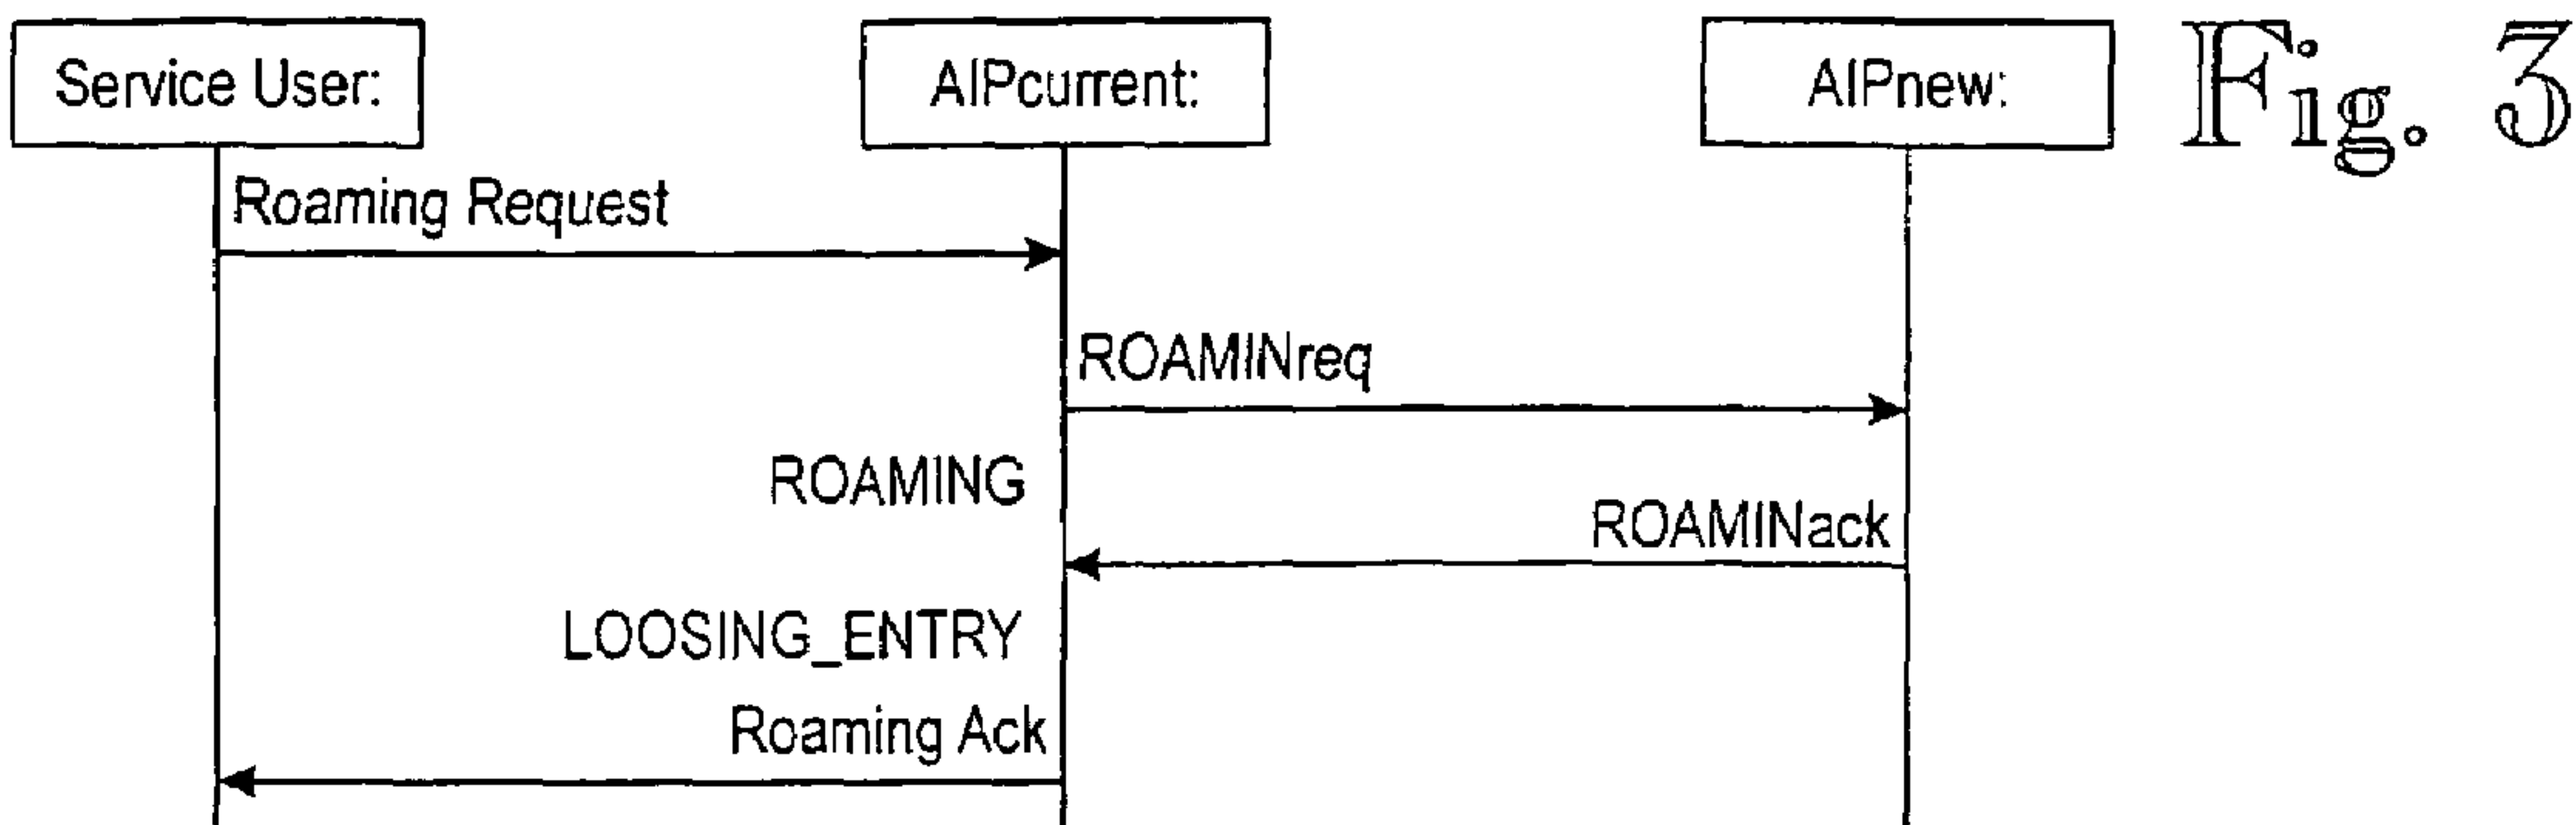 Service User:
AIPcurrent:
AIPnew:
Fig. 3
Roaming Request
ROAMINreq
ROAMING
ROAMINack
LOOSING_ENTRY
Roaming Ack